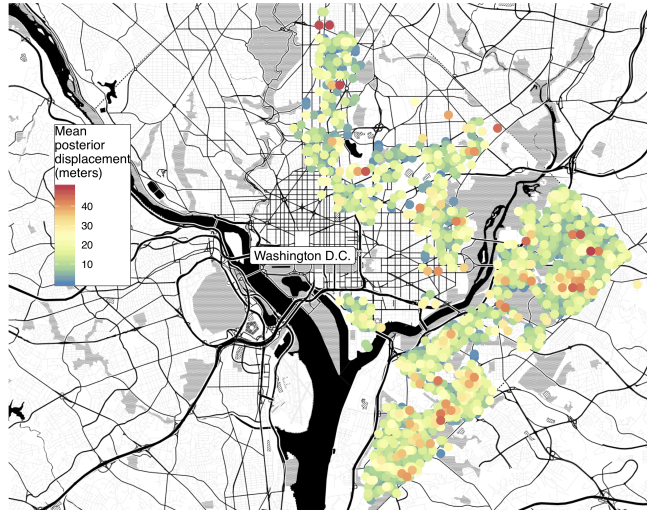 Mean
posterior
displacement
(meters)
40
30
20
10
Washington D.C.